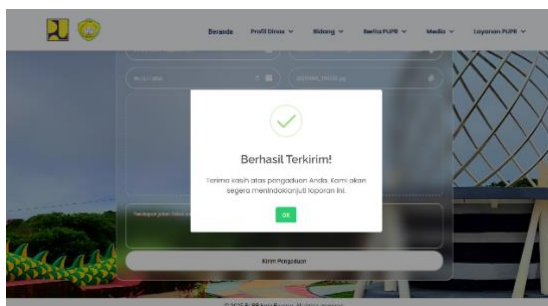 Beranda Profil Dinas Bidang Berita PUPR Media Layanan PUPR
Berhasil Terkirim!
Terima kasih atas pengaduan Anda. Kami akan
segera menindaklanjuti laporan ini.
OK
Kirim Pengaduan